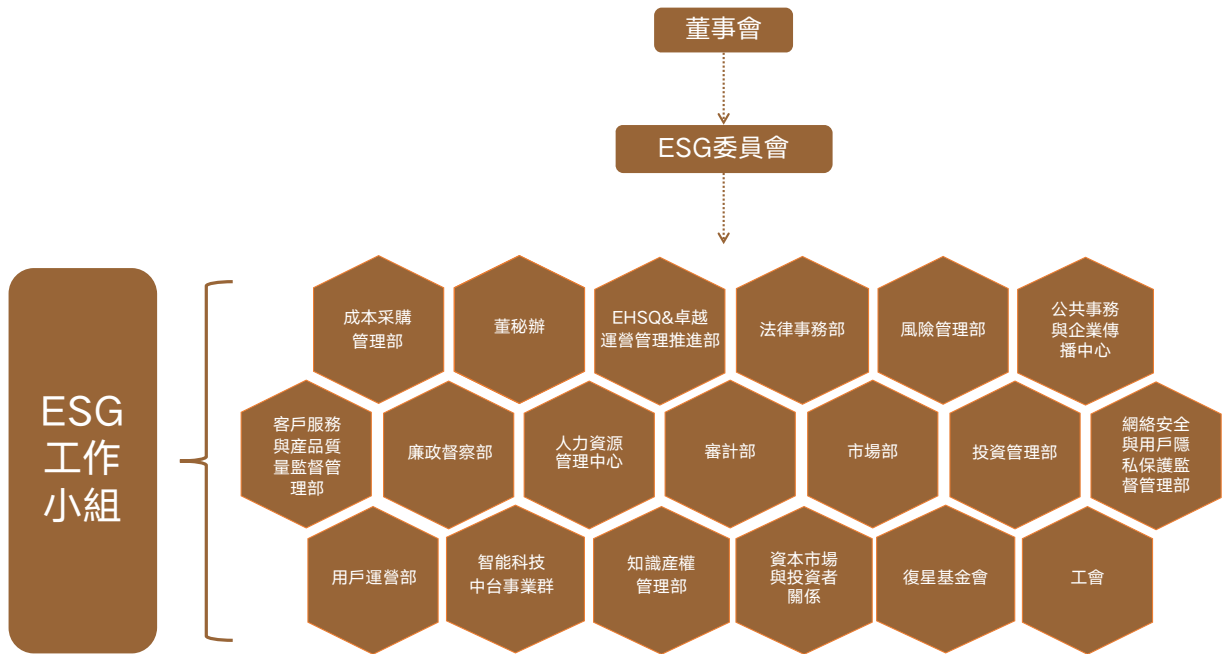 董事會
ESG委員會
ESG
工作
小組
成本采購
管理部
董秘辦
EHSQ&卓越
運營管理推進部
法律事務部
風險管理部
公共事務
與企業傳
播中心
客戶服務
與産品質
量監督管
理部
廉政督察部
人力資源
管理中心
審計部
市場部
投資管理部
網絡安全
與用戶隱
私保護監
督管理部
用戶運營部
智能科技
中台事業群
知識産權
管理部
資本市場
與投資者
關係
復星基金會
工會